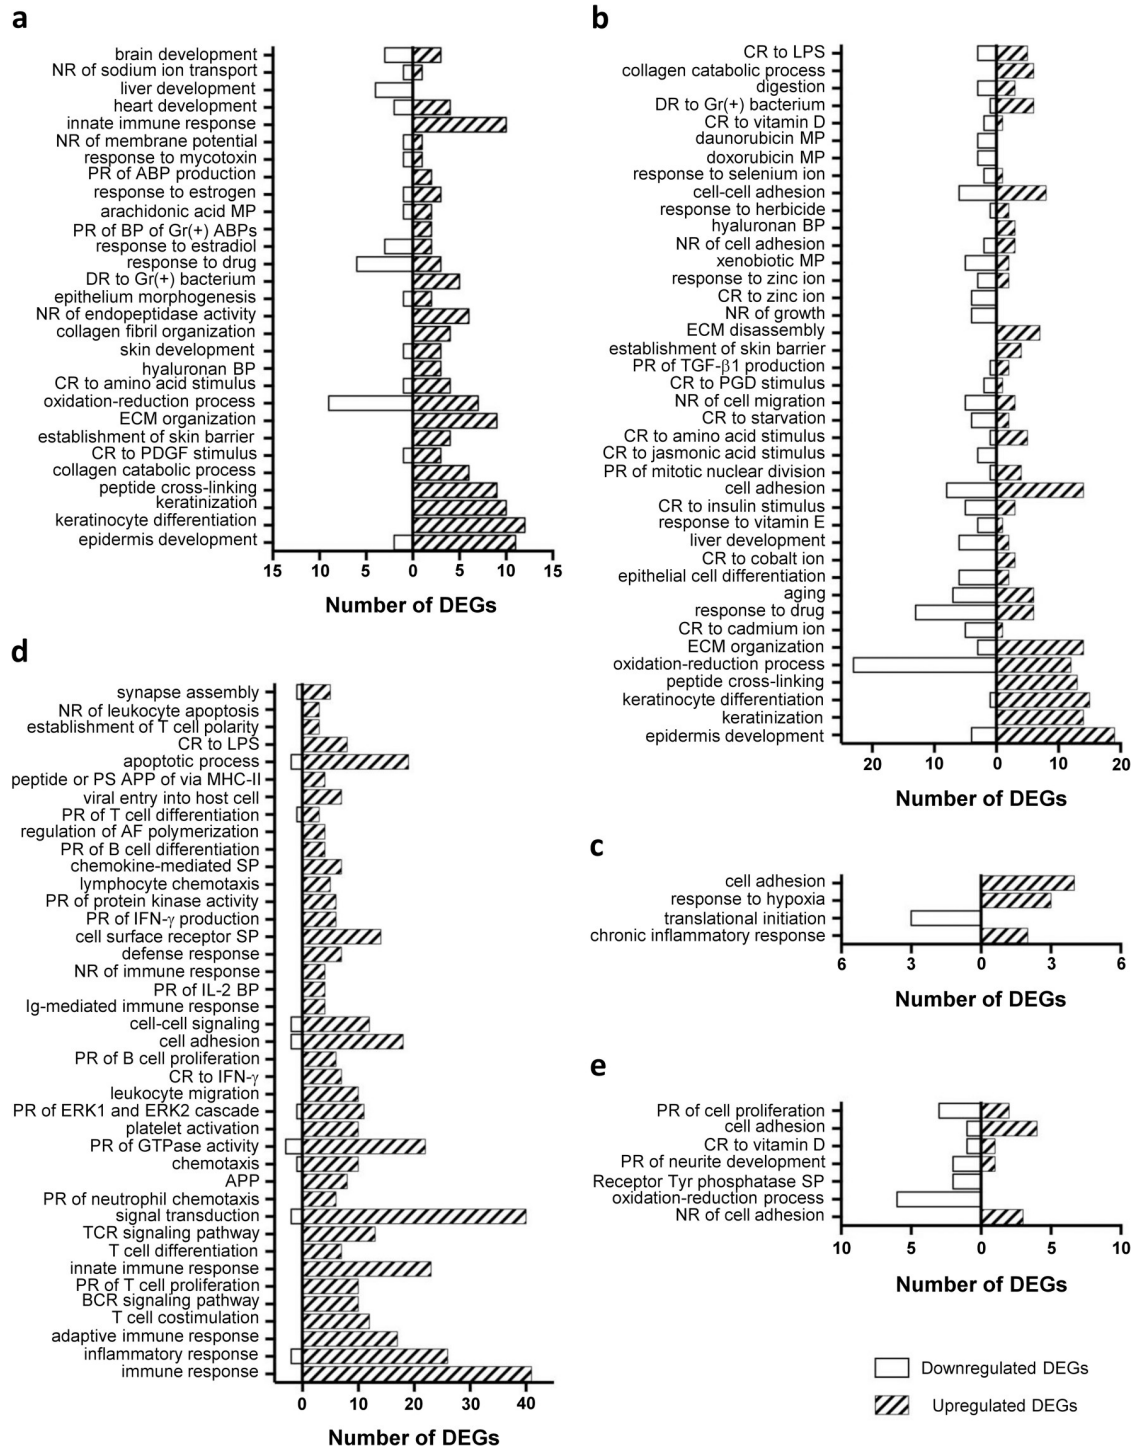 a
brain development
NR of sodium ion transport
liver development
heart development
innate immune response
NR of membrane potential
response to mycotoxin
PR of ABP production
response to estrogen
arachidonic acid MP
PR of BP of Gr(+) ABPs
response to estradiol
response to drug
DR to Gr(+) bacterium
epithelium morphogenesis
NR of endopeptidase activity
collagen fibril organization
skin development
hyaluronan BP
CR to amino acid stimulus
oxidation-reduction process
ECM organization
establishment of skin barrier
CR to PDGF stimulus
collagen catabolic process
peptide cross-linking
keratinization
keratinocyte differentiation
epidermis development
15 10 5 0 5 10 15
Number of DEGs
b
CR to LPS
collagen catabolic process
digestion
DR to Gr(+) bacterium
CR to vitamin D
daunorubicin MP
doxorubicin MP
response to selenium ion
cell-cell adhesion
response to herbicide
hyaluronan BP
NR of cell adhesion
xenobiotic MP
response to zinc ion
CR to zinc ion
NR of growth
ECM disassembly
establishment of skin barrier
PR of TGF-β1 production
CR to PGD stimulus
NR of cell migration
CR to starvation
CR to amino acid stimulus
CR to jasmonic acid stimulus
PR of mitotic nuclear division
cell adhesion
CR to insulin stimulus
response to vitamin E
liver development
CR to cobalt ion
epithelial cell differentiation
aging
response to drug
CR to cadmium ion
ECM organization
oxidation-reduction process
peptide cross-linking
keratinocyte differentiation
keratinization
epidermis development
20 10 0 10 20
Number of DEGs
c
cell adhesion
response to hypoxia
translational initiation
chronic inflammatory response
6 3 0 3 6
Number of DEGs
d
synapse assembly
NR of leukocyte apoptosis
establishment of T cell polarity
CR to LPS
apoptotic process
peptide or PS APP of via MHC-II
viral entry into host cell
PR of T cell differentiation
regulation of AF polymerization
PR of B cell differentiation
chemokine-mediated SP
lymphocyte chemotaxis
PR of protein kinase activity
PR of IFN-γ production
cell surface receptor SP
defense response
NR of immune response
PR of IL-2 BP
Ig-mediated immune response
cell-cell signaling
cell adhesion
PR of B cell proliferation
CR to IFN-γ
leukocyte migration
PR of ERK1 and ERK2 cascade
platelet activation
PR of GTPase activity
chemotaxis
APP
PR of neutrophil chemotaxis
signal transduction
TCR signaling pathway
T cell differentiation
innate immune response
PR of T cell proliferation
BCR signaling pathway
T cell costimulation
adaptive immune response
inflammatory response
immune response
0 10 20 30 40
Number of DEGs
e
PR of cell proliferation
cell adhesion
CR to vitamin D
PR of neurite development
Receptor Tyr phosphatase SP
oxidation-reduction process
NR of cell adhesion
10 5 0 5 10
Number of DEGs
Downregulated DEGs
Upregulated DEGs